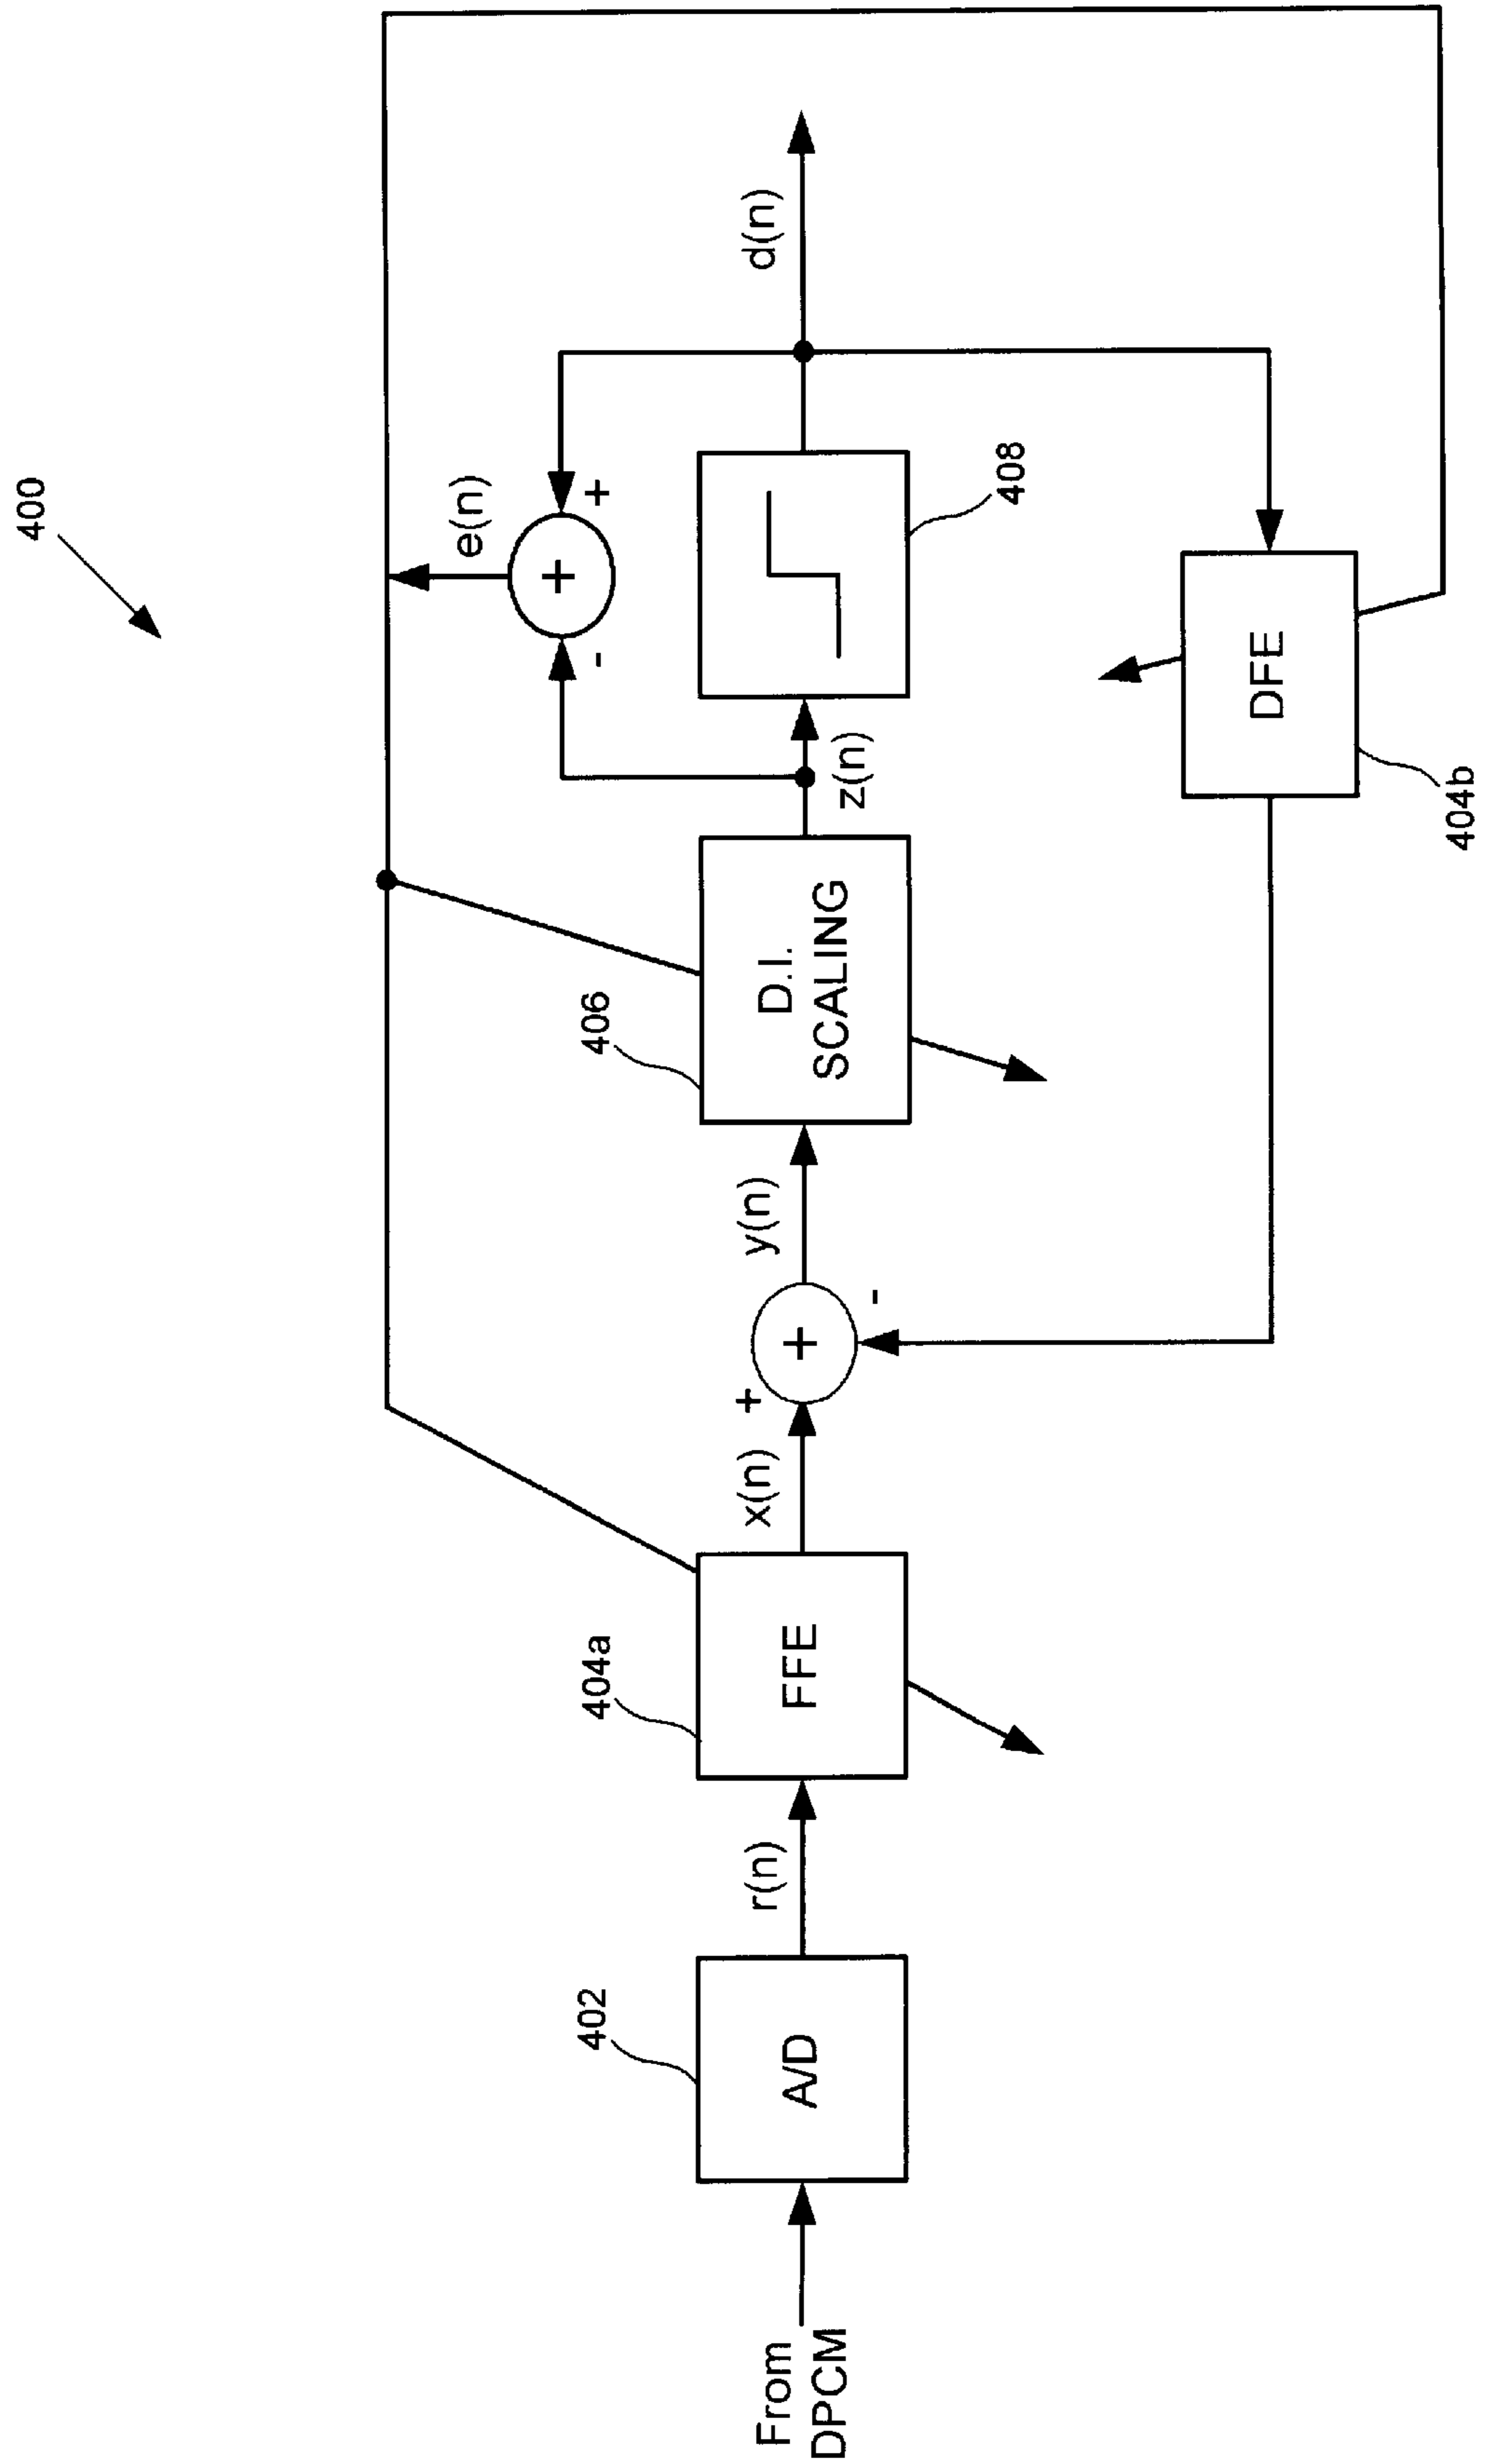 400
e(n)
+
+
-
d(n)
408
z(n)
406
D.I.
SCALING
y(n)
+
+
-
x(n)
404a
FFE
r(n)
402
A/D
From
DPCM
DFE
404b